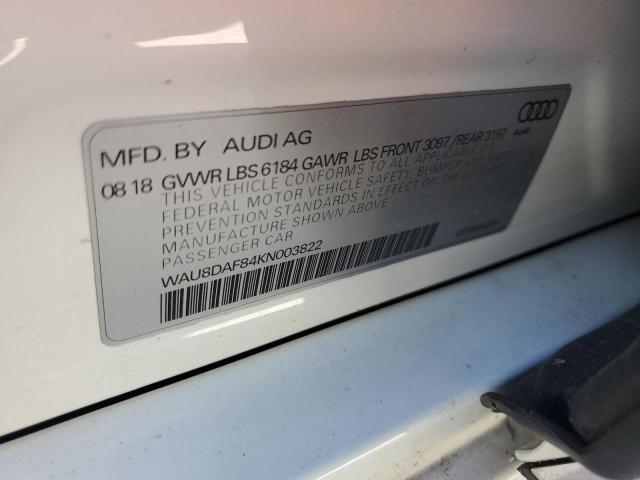 MFD. BY AUDI AG
Audi
08 18 GVWR LBS 6184 GAWR LBS FRONT 3097 / REAR 3197
THIS VEHICLE CONFORMS TO ALL APPLICABLE U.S.
FEDERAL MOTOR VEHICLE SAFETY, BUMPER, AND THEFT
PREVENTION STANDARDS IN EFFECT ON THE DATE OF
MANUFACTURE SHOWN ABOVE.
PASSENGER CAR
WAU8DAF84KN003822
GERMANY